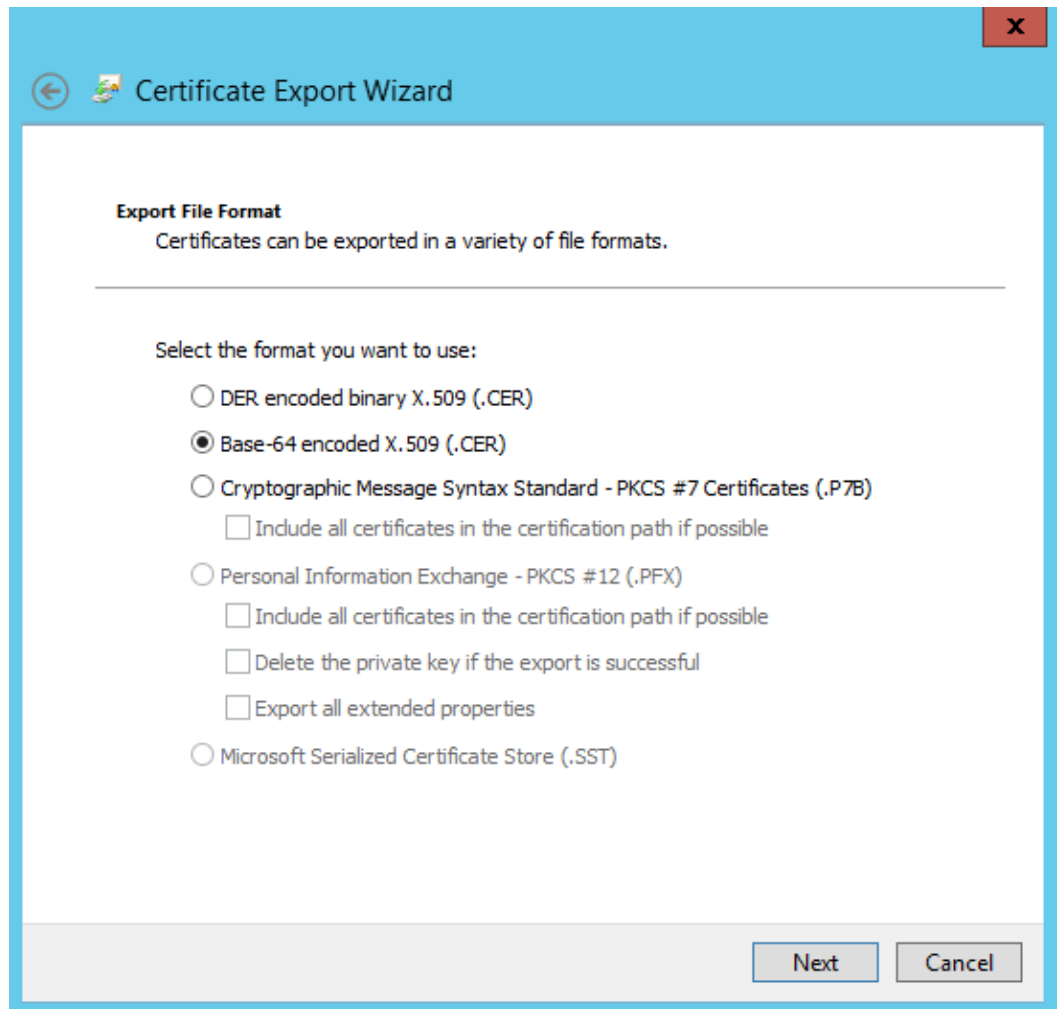 x
Certificate Export Wizard
Export File Format
Certificates can be exported in a variety of file formats.
Select the format you want to use:
DER encoded binary X.509 (.CER)
Base-64 encoded X.509 (.CER)
Cryptographic Message Syntax Standard - PKCS #7 Certificates (.P7B)
Include all certificates in the certification path if possible
Personal Information Exchange - PKCS #12 (.PFX)
Include all certificates in the certification path if possible
Delete the private key if the export is successful
Export all extended properties
Microsoft Serialized Certificate Store (.SST)
Next Cancel